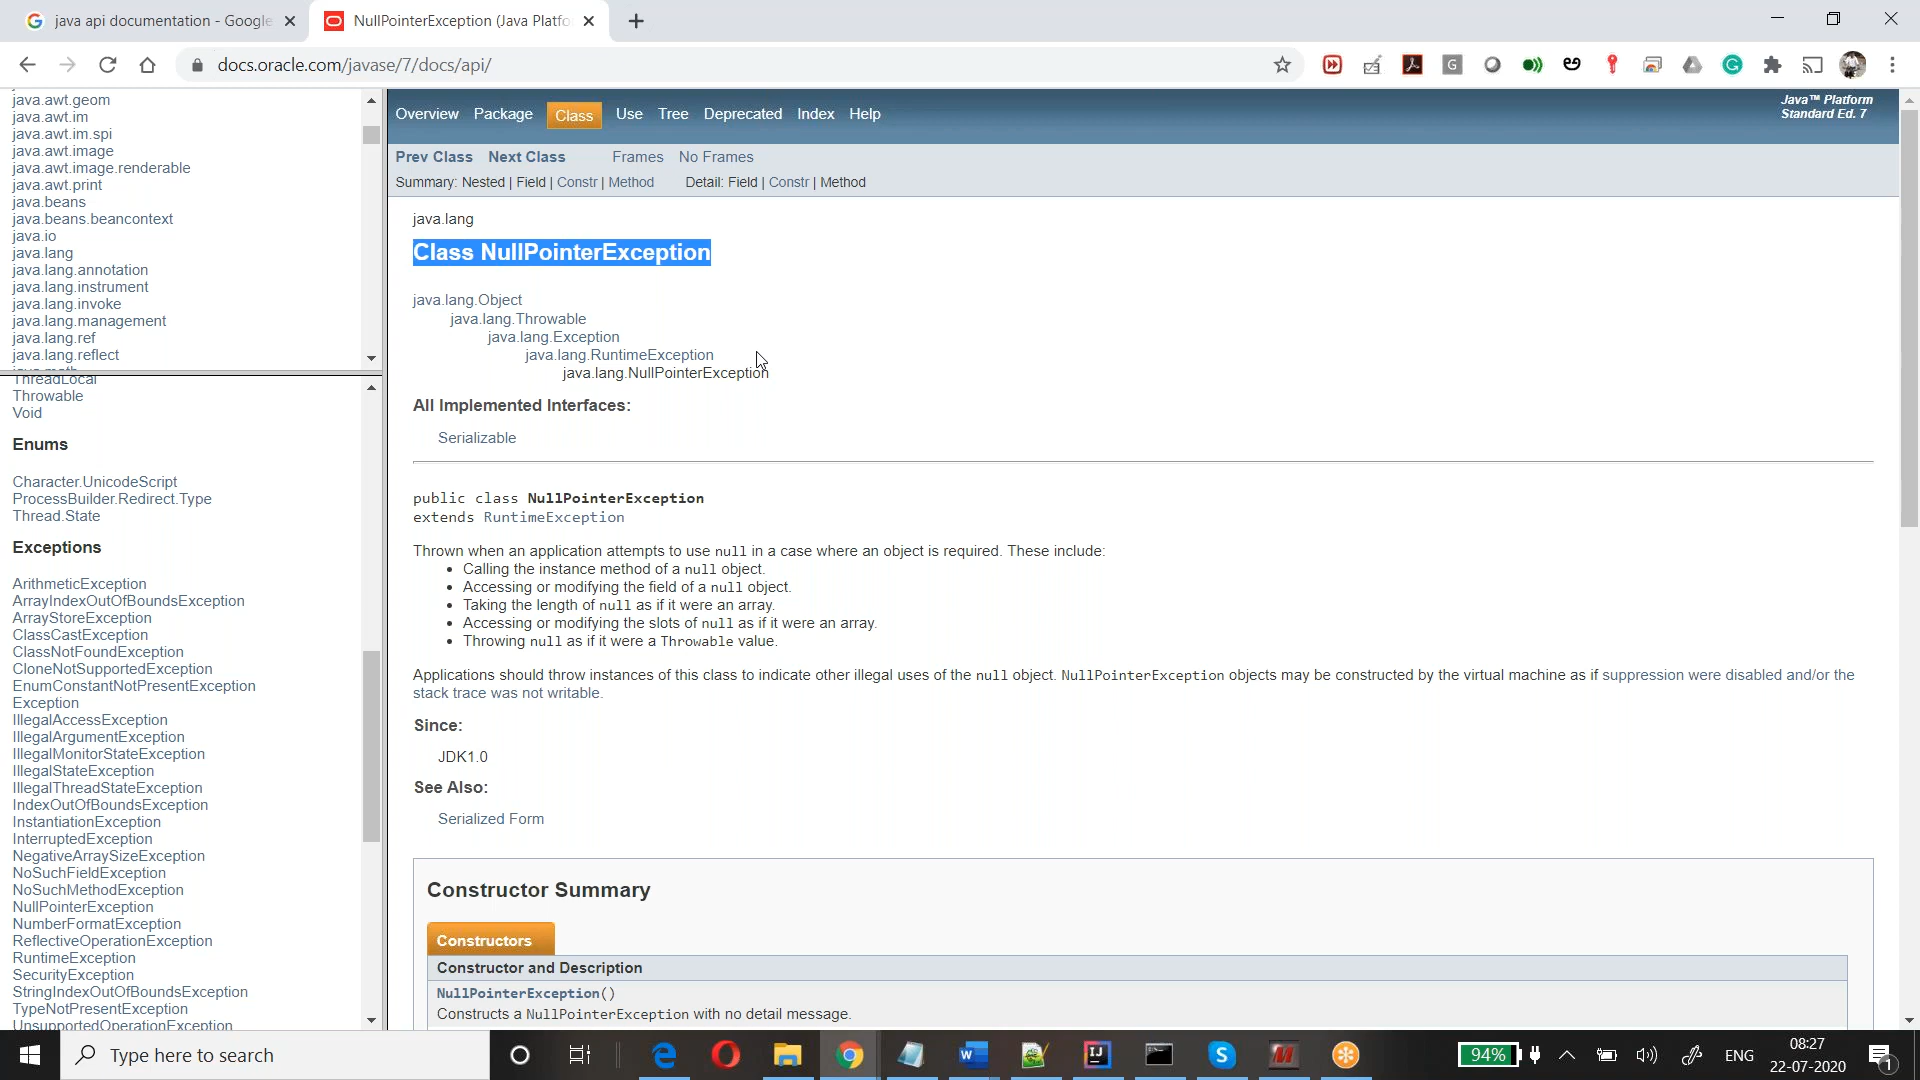 java api documentation - Google
NullPointerException (Java Platfo
docs.oracle.com/javase/7/docs/api/
java.awt.geom
java.awt.im
java.awt.im.spi
java.awt.image
java.awt.image.renderable
java.awt.print
java.beans
java.beans.beancontext
java.io
java.lang
java.lang.annotation
java.lang.instrument
java.lang.invoke
java.lang.management
java.lang.ref
java.lang.reflect
ThreadLocal
Throwable
Void
Enums
Character.UnicodeScript
ProcessBuilder.Redirect.Type
Thread.State
Exceptions
ArithmeticException
ArrayIndexOutOfBoundsException
ArrayStoreException
ClassCastException
ClassNotFoundException
CloneNotSupportedException
EnumConstantNotPresentException
Exception
IllegalAccessException
IllegalArgumentException
IllegalMonitorStateException
IllegalStateException
IllegalThreadStateException
IndexOutOfBoundsException
InstantiationException
InterruptedException
NegativeArraySizeException
NoSuchFieldException
NoSuchMethodException
NullPointerException
NumberFormatException
ReflectiveOperationException
RuntimeException
SecurityException
StringIndexOutOfBoundsException
TypeNotPresentException
UnsupportedOperationException
Overview Package Class Use Tree Deprecated Index Help
Java™ Platform
Standard Ed. 7
Prev Class Next Class Frames No Frames
Summary: Nested | Field | Constr | Method Detail: Field | Constr | Method
java.lang
Class NullPointerException
java.lang.Object
java.lang.Throwable
java.lang.Exception
java.lang.RuntimeException
java.lang.NullPointerException
All Implemented Interfaces:
Serializable
public class NullPointerException
extends RuntimeException
Thrown when an application attempts to use null in a case where an object is required. These include:
• Calling the instance method of a null object.
• Accessing or modifying the field of a null object.
• Taking the length of null as if it were an array.
• Accessing or modifying the slots of null as if it were an array.
• Throwing null as if it were a Throwable value.
Applications should throw instances of this class to indicate other illegal uses of the null object. NullPointerException objects may be constructed by the virtual machine as if suppression were disabled and/or the
stack trace was not writable.
Since:
JDK1.0
See Also:
Serialized Form
Constructor Summary
Constructors
Constructor and Description
NullPointerException()
Constructs a NullPointerException with no detail message.
Type here to search
94%
ENG
08:27
22-07-2020
1